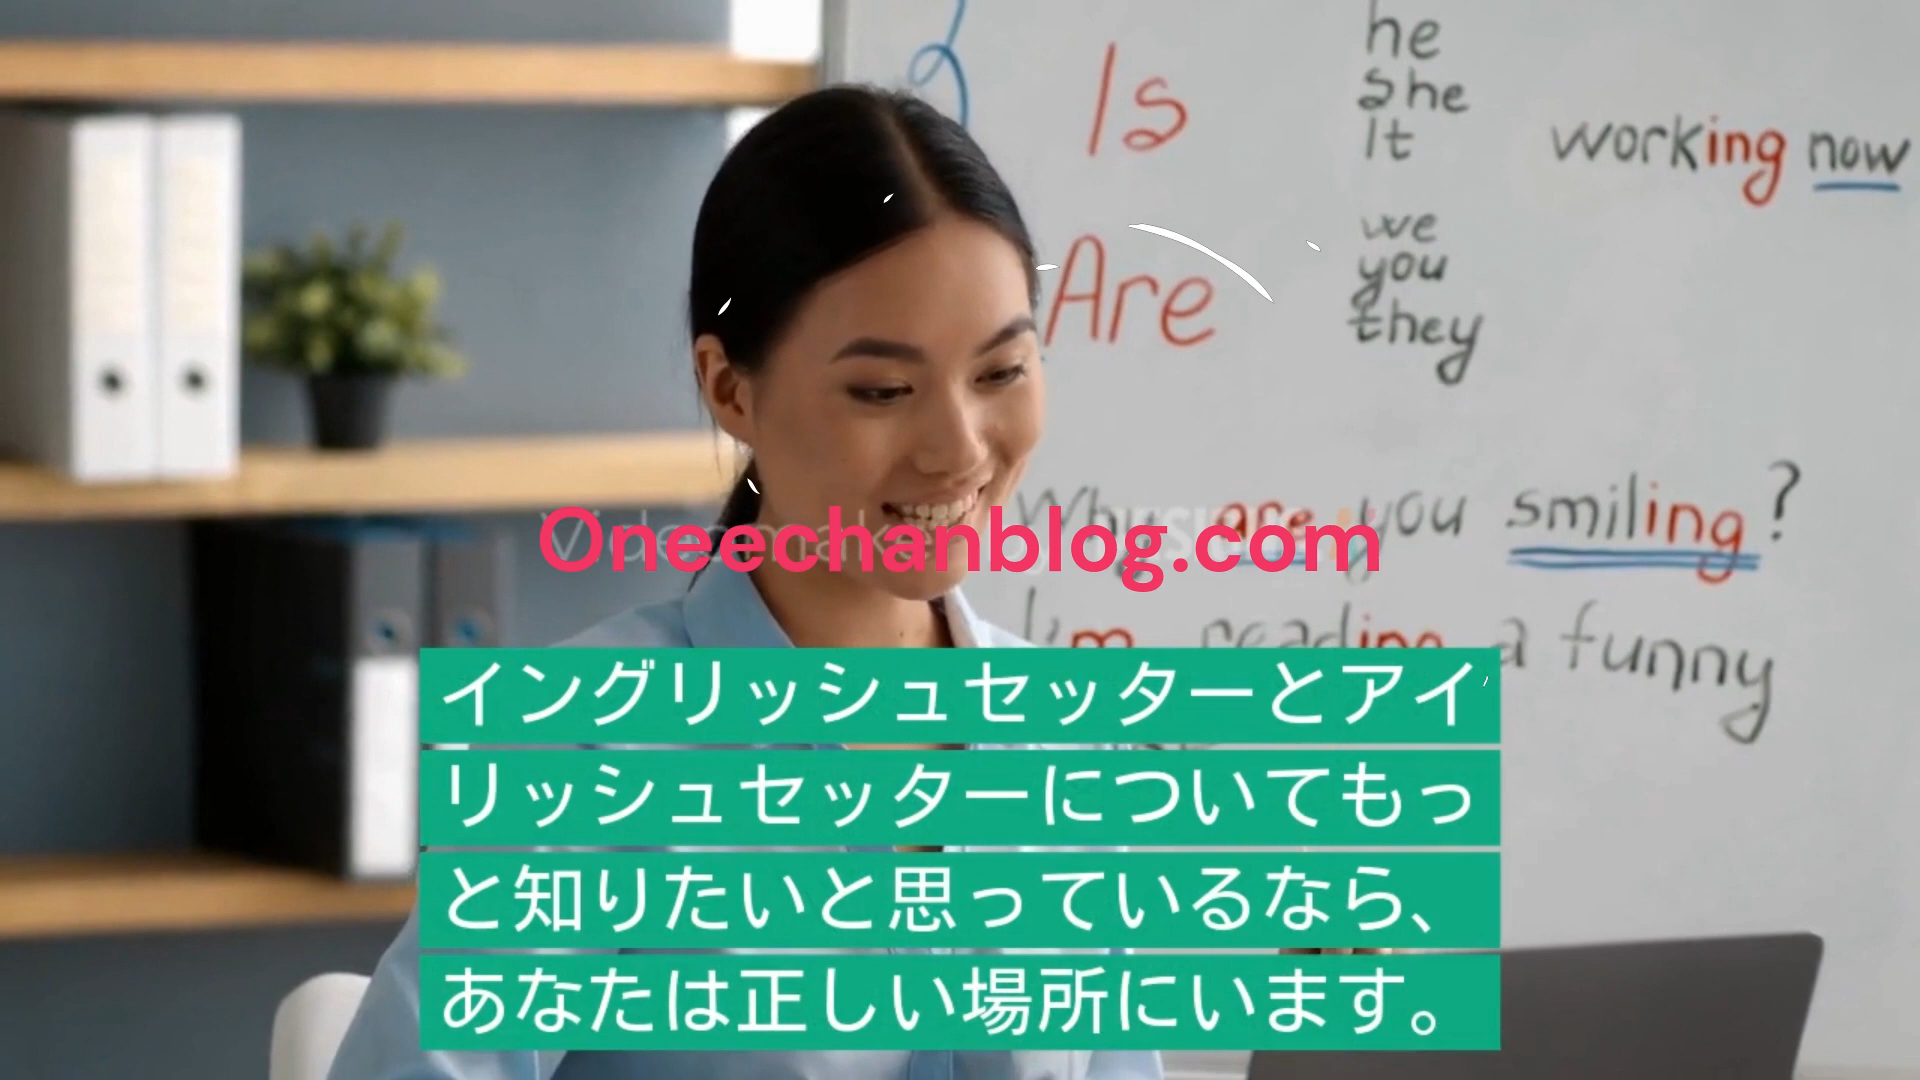 Is
he
she
It
working now
Are
we
you
they
Why are you smiling?
Oneechanblog.com
I'm reading a funny
イングリッシュセッターとアイ
リッシュセッターについてもっ
と知りたいと思っているなら、
あなたは正しい場所にいます。